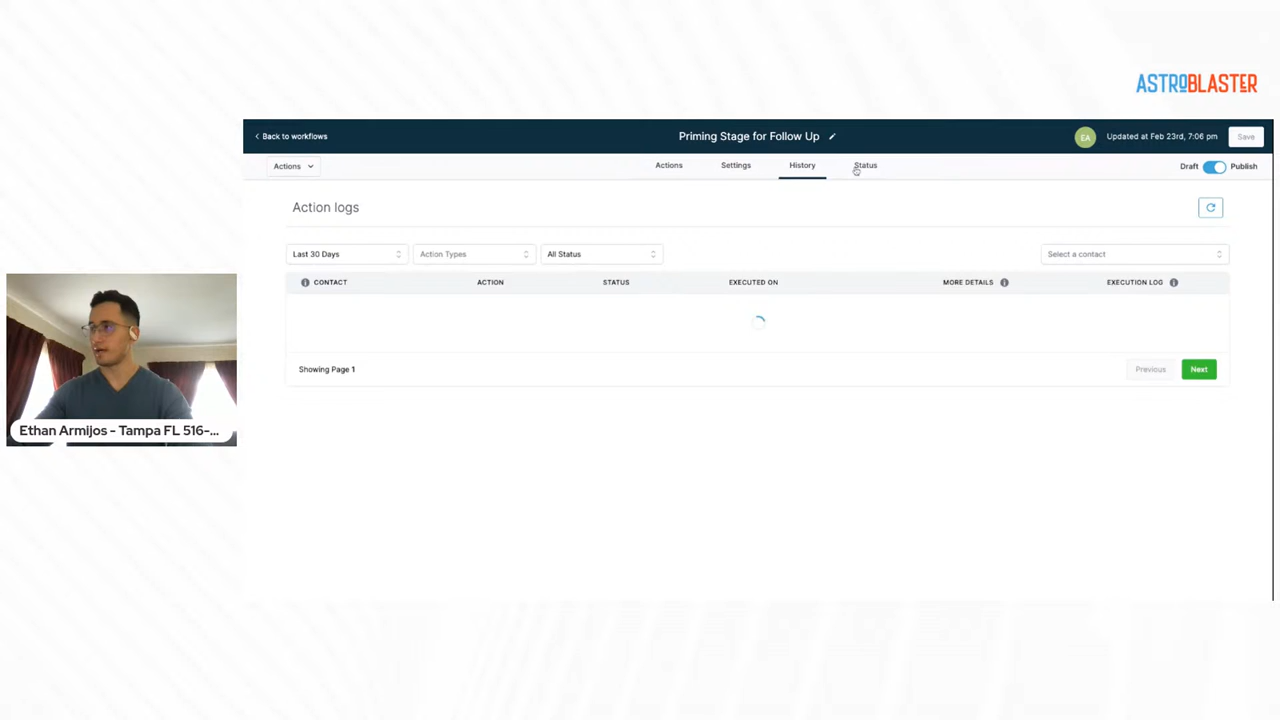 ASTROBLASTER
Back to workflows
Priming Stage for Follow Up
EA
Updated at Feb 23rd, 7:06 pm
Save
Actions
Actions
Settings
History
Status
Draft
Publish
Action logs
Last 30 Days
Action Types
All Status
Select a contact
CONTACT
ACTION
STATUS
EXECUTED ON
MORE DETAILS
EXECUTION LOG
Showing Page 1
Previous
Next
Ethan Armijos - Tampa FL 516-...